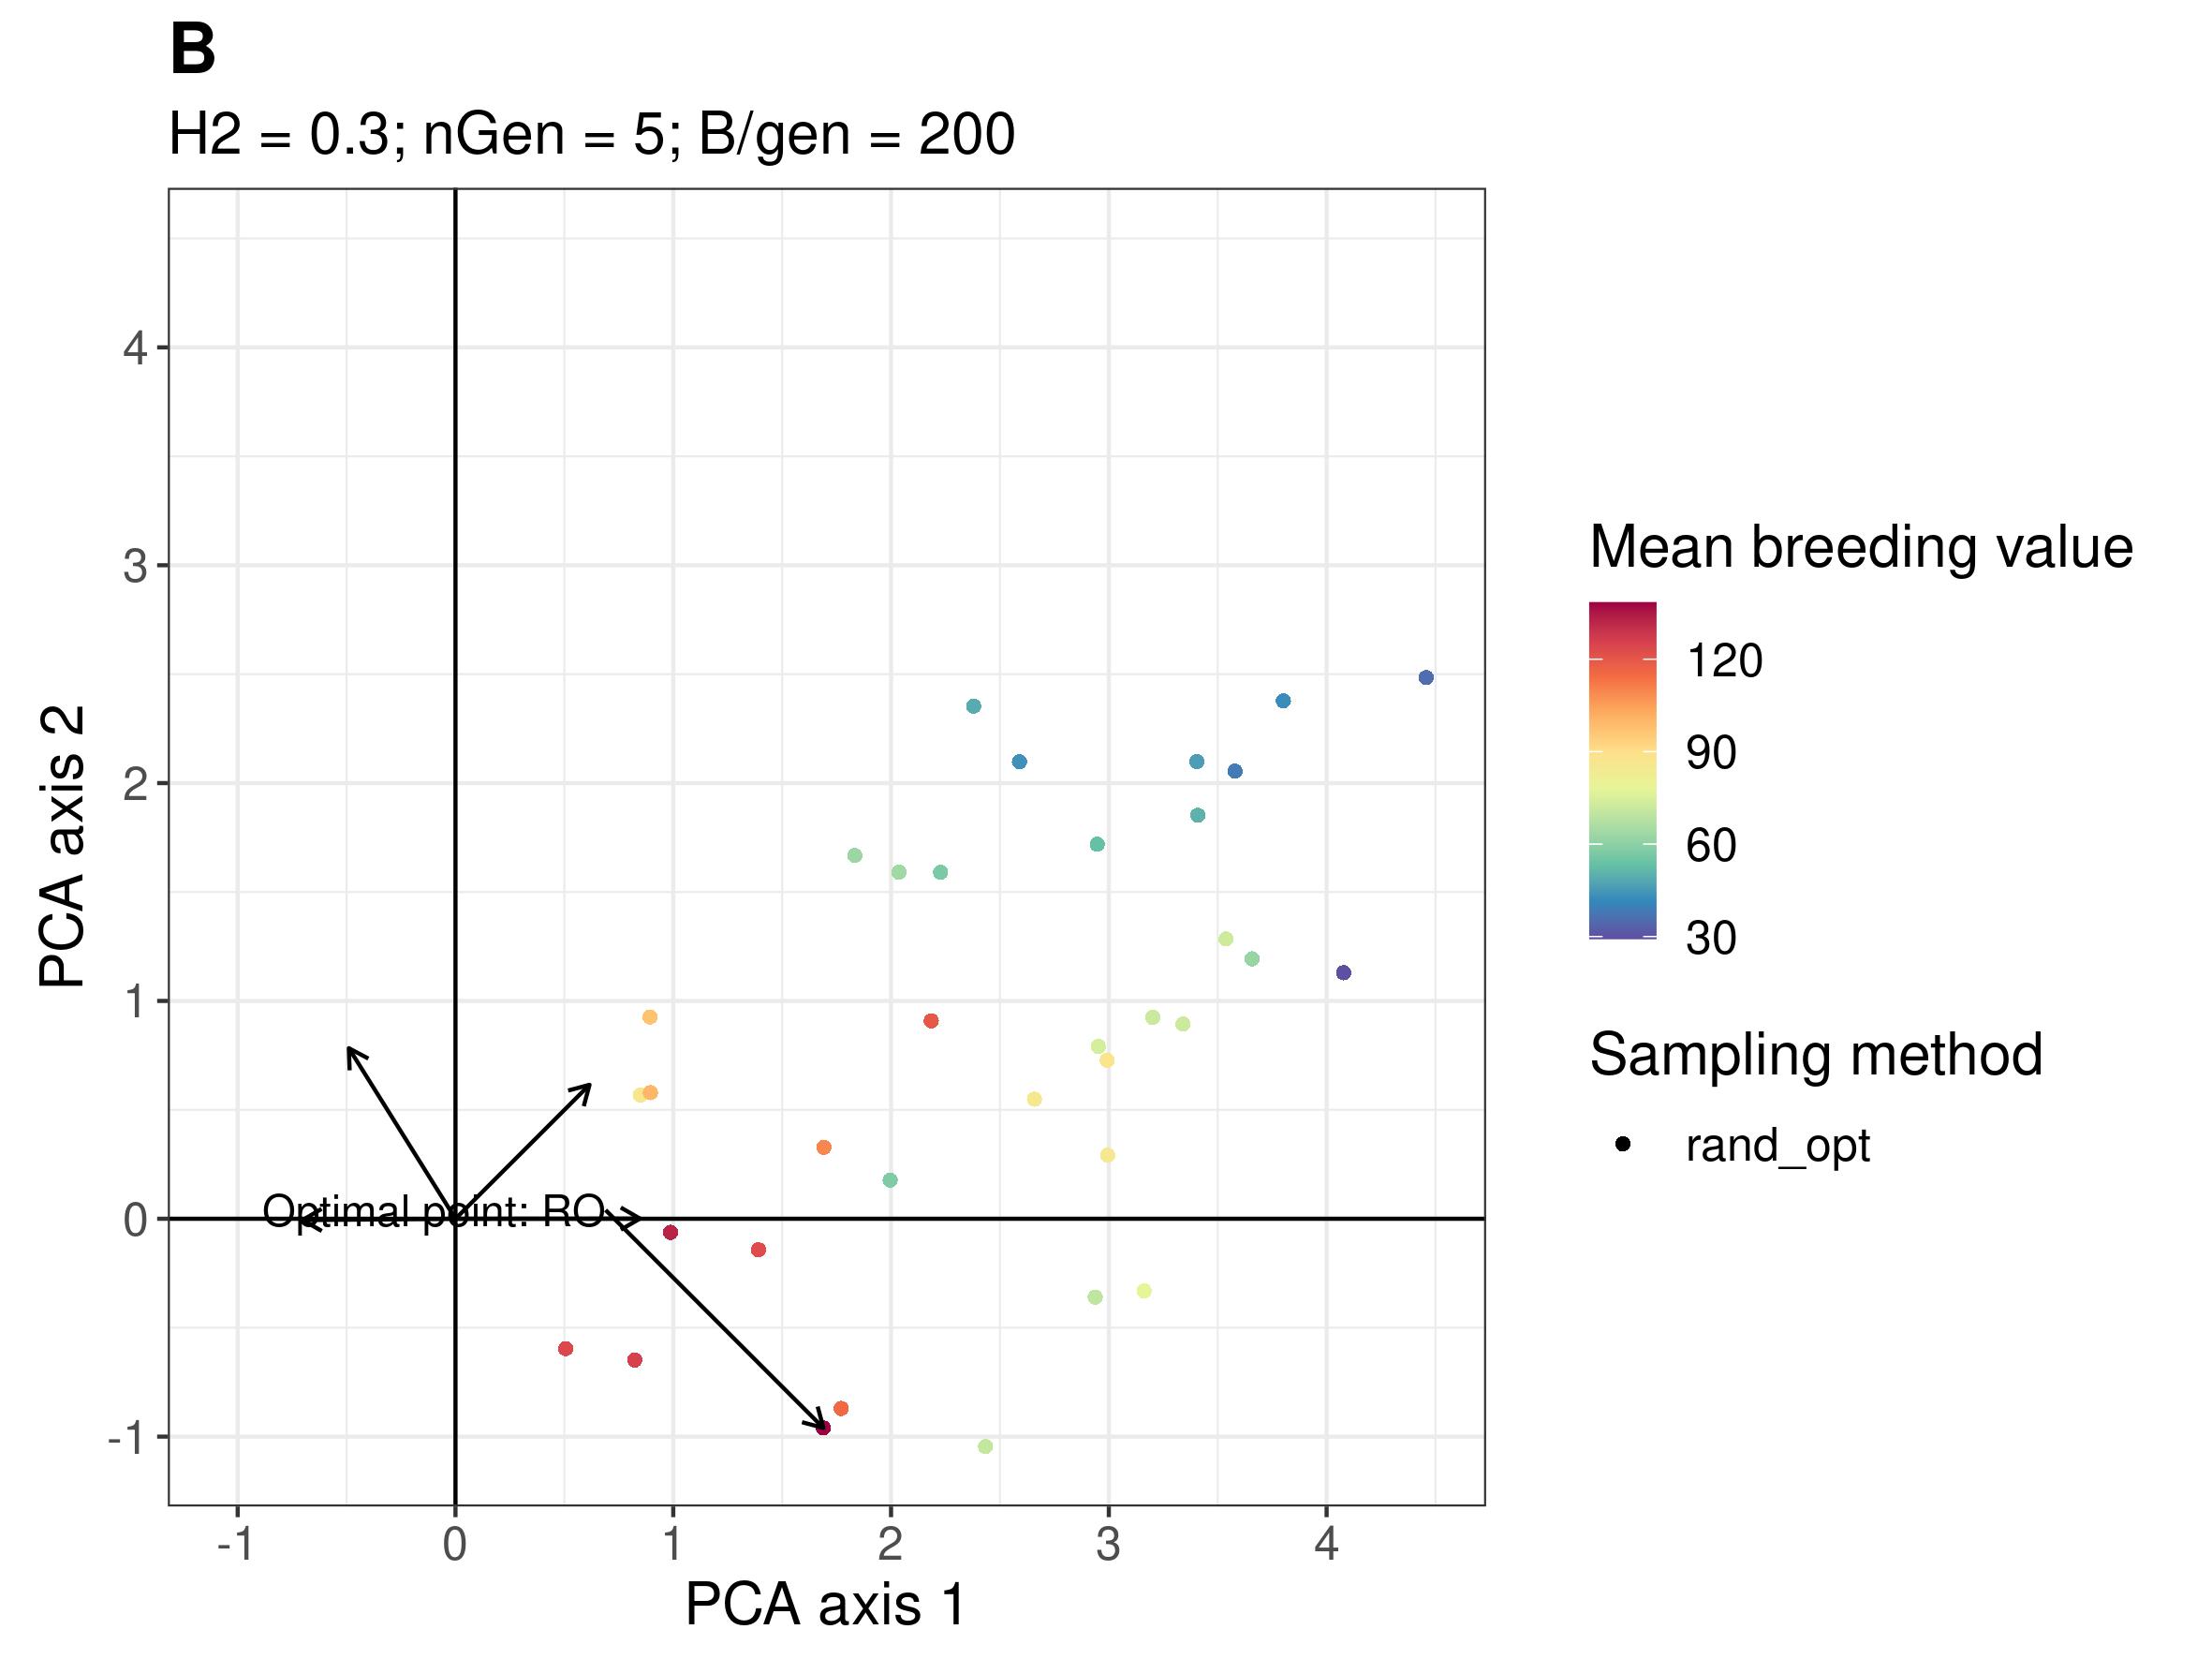 B
H2 = 0.3; nGen = 5; B/gen = 200
PCA axis 2
4
3
2
1
0
-1
Optimal point: RO
-1 0 1 2 3 4
PCA axis 1
Mean breeding value
120
90
60
30
Sampling method
rand_opt